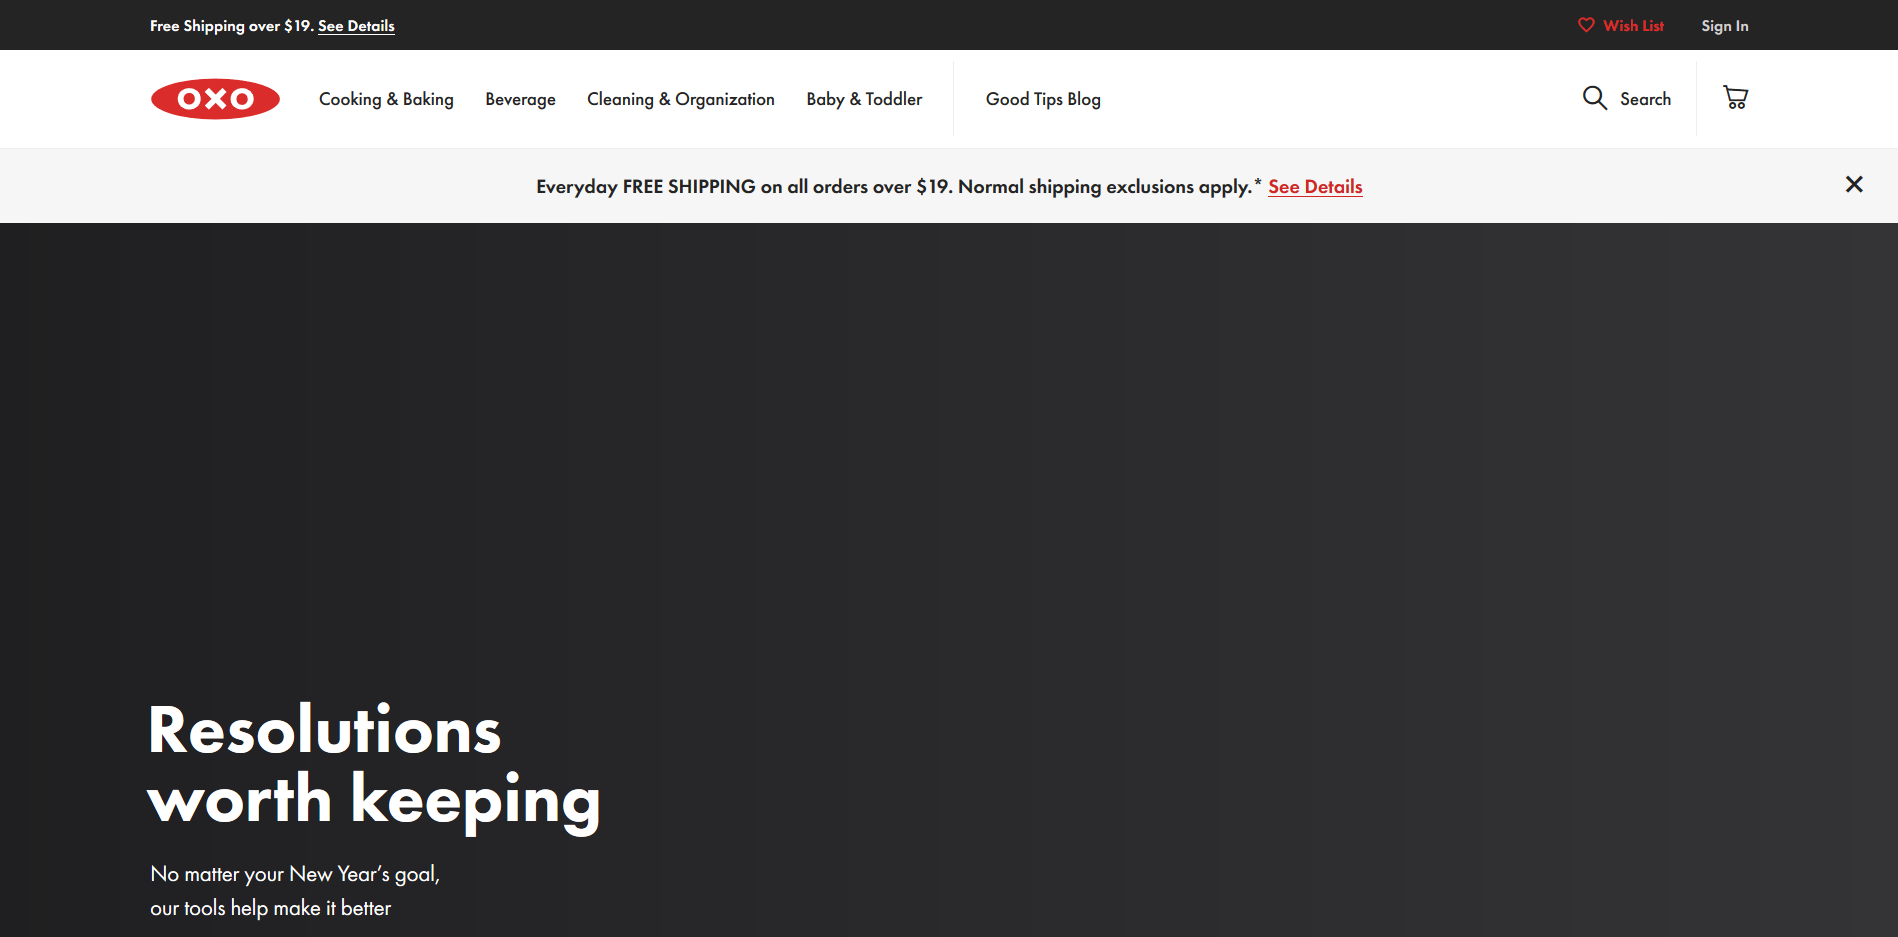 Free Shipping over $19. See Details
Wish List
Sign In
OXO
Cooking & Baking
Beverage
Cleaning & Organization
Baby & Toddler
Good Tips Blog
Search
Everyday FREE SHIPPING on all orders over $19. Normal shipping exclusions apply.* See Details
Resolutions
worth keeping
No matter your New Year’s goal,
our tools help make it better